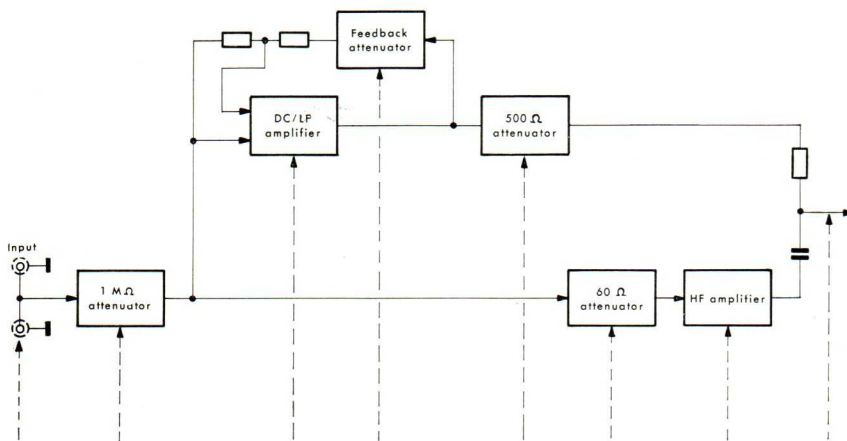 Feedback
attenuator
DC/LF
amplifier
500 Ω
attenuator
Input
1 MΩ
attenuator
60 Ω
attenuator
HF amplifier